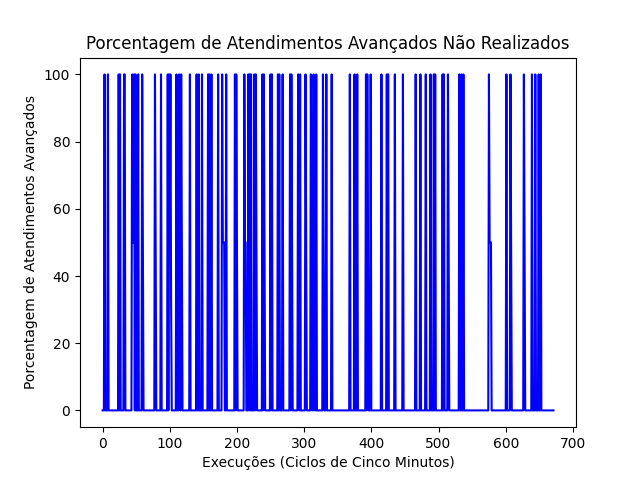 Porcentagem de Atendimentos Avançados Não Realizados
Porcentagem de Atendimentos Avançados
100
80
60
40
20
0
0 100 200 300 400 500 600 700
Execuções (Ciclos de Cinco Minutos)